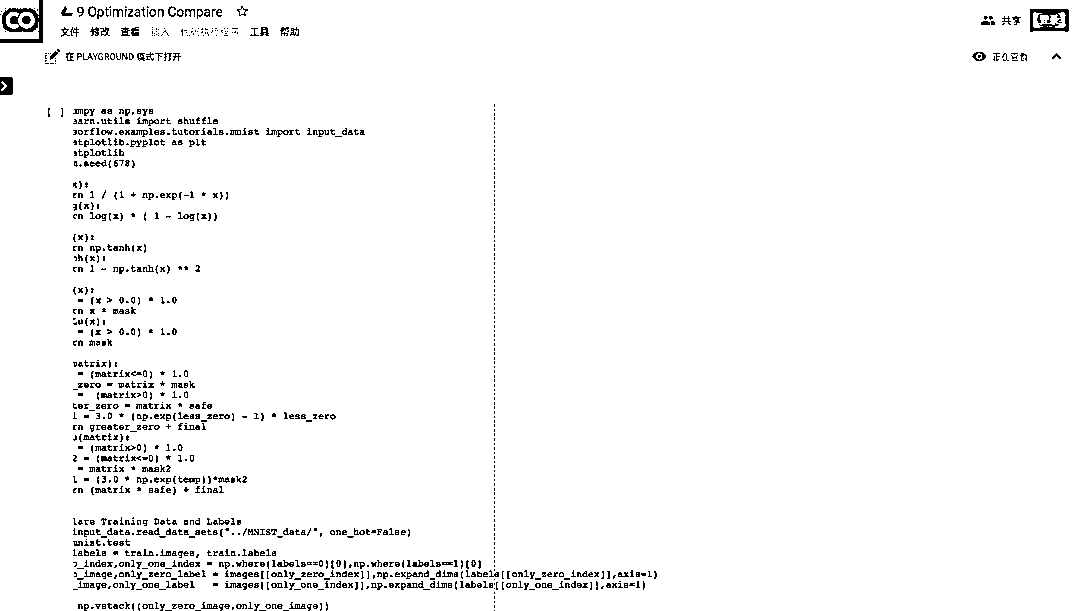 9 Optimization Compare
文件 修改 查看 插入 代码执行程序 工具 帮助
共享
在 PLAYGROUND 模式下打开
正在查看
[ ] mpy as np,sys
earn.utils import shuffle
sorflow.examples.tutorials.mnist import input_data
atplotlib.pyplot as plt
atplotlib
n.seed(678)
x):
rn 1 / (1 + np.exp(-1 * x))
g(x):
rn log(x) * ( 1 - log(x))
(x):
rn np.tanh(x)
nh(x):
rn 1 - np.tanh(x) ** 2
(x):
= (x > 0.0) * 1.0
rn x * mask
Lu(x):
= (x > 0.0) * 1.0
rn mask
matrix):
= (matrix<=0) * 1.0
_zero = matrix * mask
= (matrix>0) * 1.0
ter_zero = matrix * safe
l = 3.0 * (np.exp(less_zero) - 1) * less_zero
rn greater_zero + final
u(matrix):
= (matrix>0) * 1.0
2 = (matrix<=0) * 1.0
= matrix * mask2
l = (3.0 * np.exp(temp))*mask2
rn (matrix * safe) + final
lare Training Data and Labels
input_data.read_data_sets("../MNIST_data/", one_hot=False)
mnist.test
labels = train.images, train.labels
o_index,only_one_index = np.where(labels==0)[0],np.where(labels==1)[0]
o_image,only_zero_label = images[[only_zero_index]],np.expand_dims(labels[[only_zero_index]],axis=1)
_image,only_one_label = images[[only_one_index]],np.expand_dims(labels[[only_one_index]],axis=1)
np.vstack((only_zero_image,only_one_image))